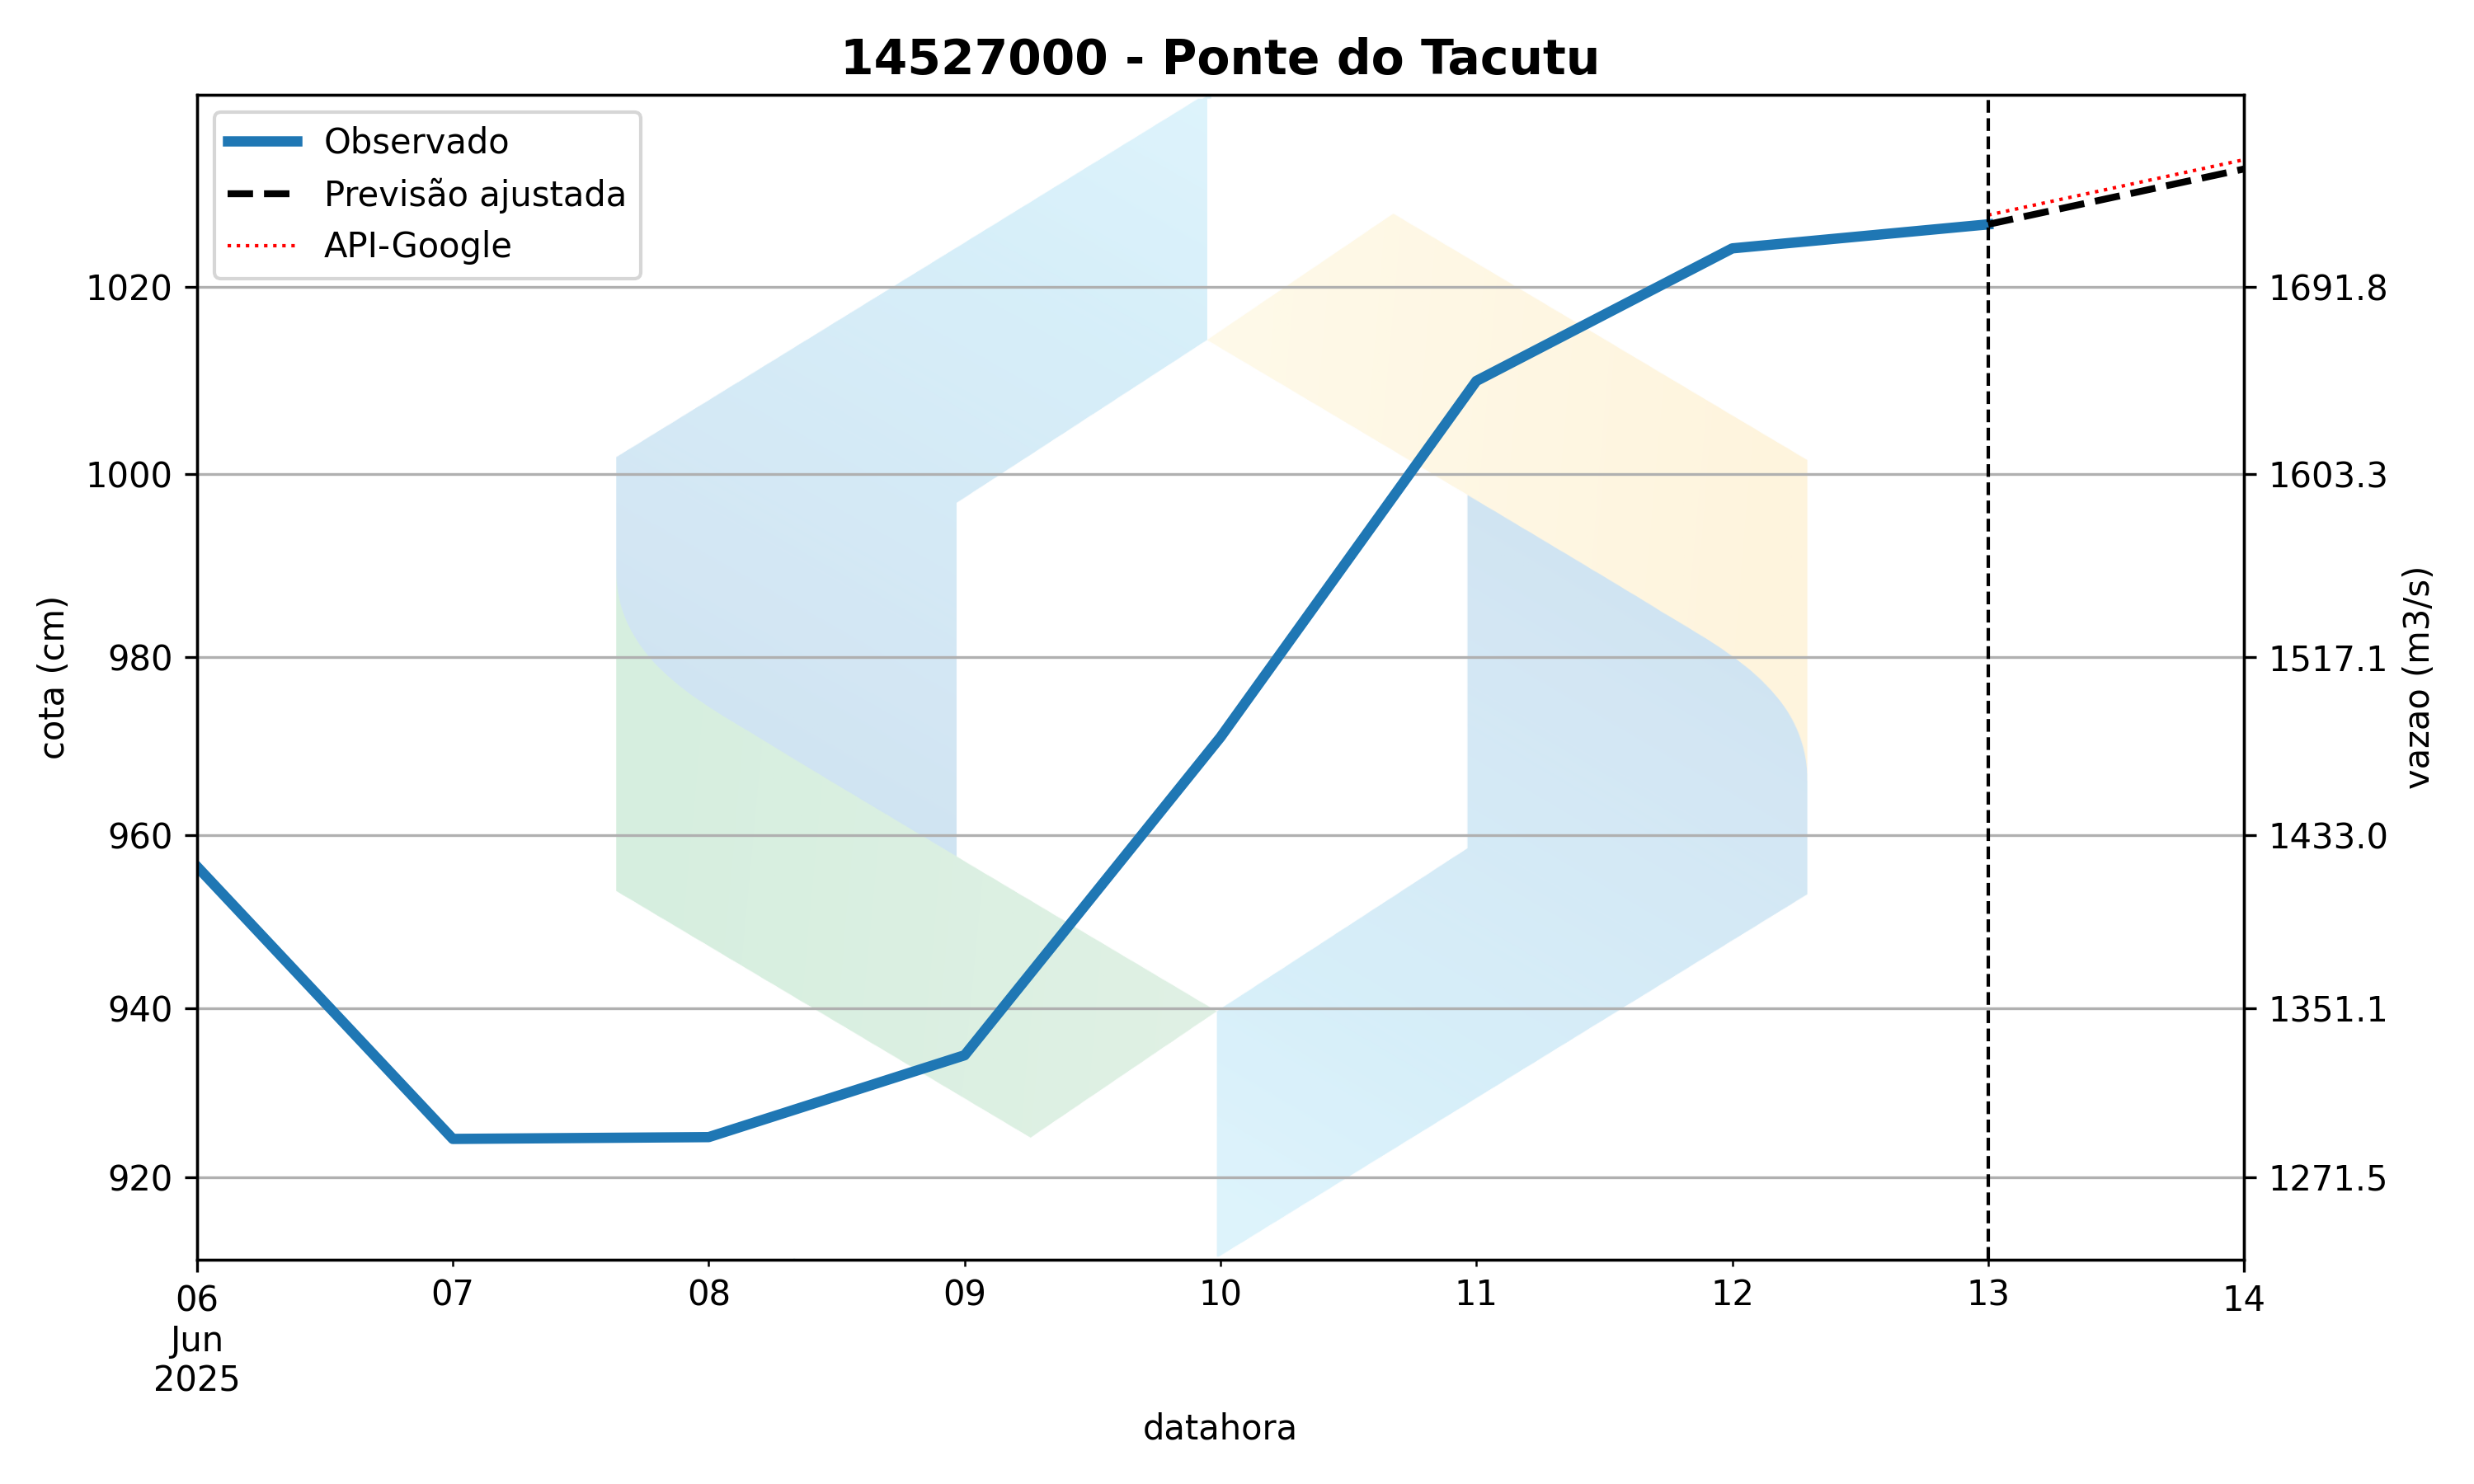 14527000 - Ponte do Tacutu
Observado
Previsão ajustada
API-Google
1020
1000
980
960
940
920
cota (cm)
1691.8
1603.3
1517.1
1433.0
1351.1
1271.5
vazao (m3/s)
06 07 08 09 10 11 12 13 14
Jun
2025
datahora